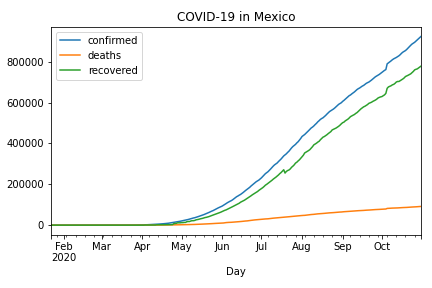 COVID-19 in Mexico
confirmed
deaths
recovered
800000
600000
400000
200000
0
Feb Mar Apr May Jun Jul Aug Sep Oct
2020
Day